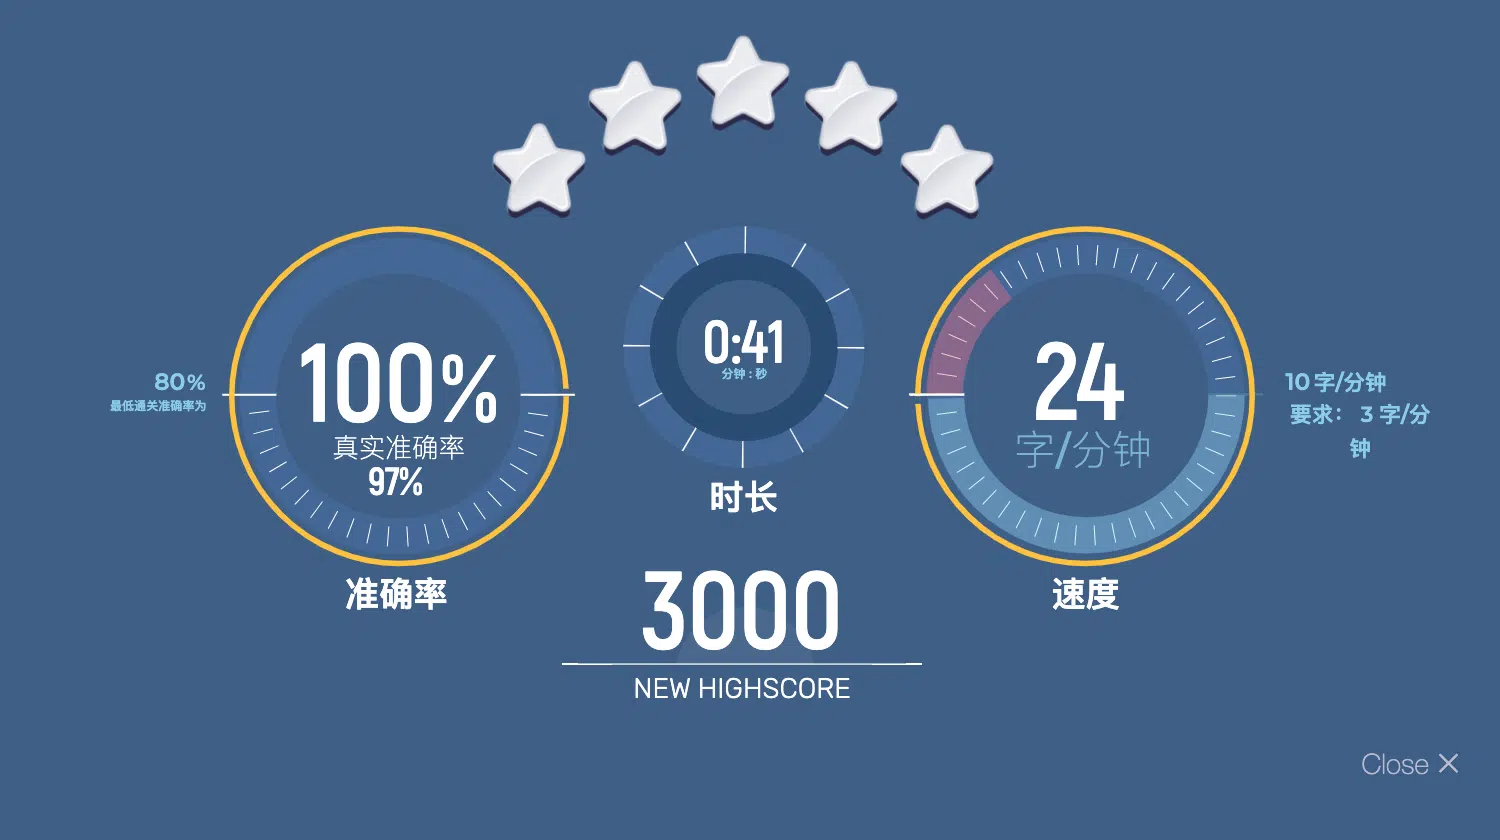 80%
最低通关准确率为
100%
真实准确率
97%
准确率
0:41
分钟 : 秒
时长
24
字/分钟
速度
10 字/分钟
要求： 3 字/分
钟
3000
NEW HIGHSCORE
Close ×